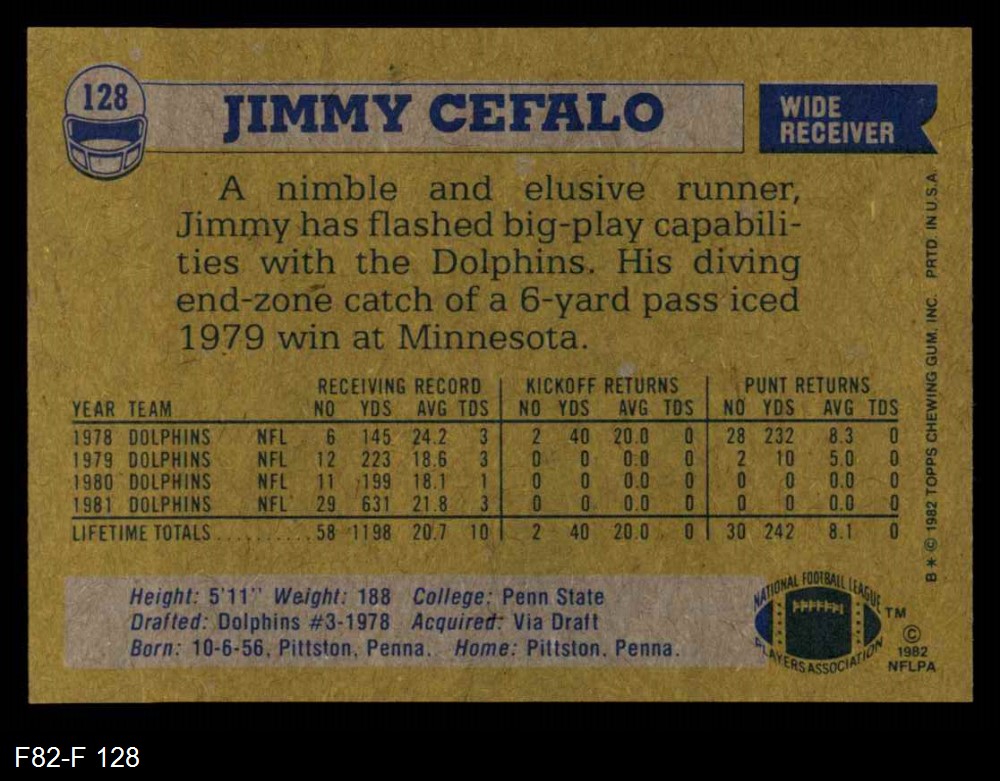 128
JIMMY CEFALO
WIDE
RECEIVER
A nimble and elusive runner,
Jimmy has flashed big-play capabili-
ties with the Dolphins. His diving
end-zone catch of a 6-yard pass iced
1979 win at Minnesota.
RECEIVING RECORD KICKOFF RETURNS PUNT RETURNS
YEAR TEAM NO YDS AVG TDS NO YDS AVG TDS NO YDS AVG TDS
1978 DOLPHINS NFL 6 145 24.2 3 2 40 20.0 0 28 232 8.3 0
1979 DOLPHINS NFL 12 223 18.6 3 0 0 0.0 0 2 10 5.0 0
1980 DOLPHINS NFL 11 199 18.1 1 0 0 0.0 0 0 0 0.0 0
1981 DOLPHINS NFL 29 631 21.8 3 0 0 0.0 0 0 0 0.0 0
LIFETIME TOTALS.......... 58 1198 20.7 10 2 40 20.0 0 30 242 8.1 0
Height: 5'11" Weight: 188 College: Penn State
Drafted: Dolphins #3-1978 Acquired: Via Draft
Born: 10-6-56, Pittston, Penna. Home: Pittston, Penna.
NATIONAL FOOTBALL LEAGUE
PLAYERS ASSOCIATION
TM
©
1982
NFLPA
B* © 1982 TOPPS CHEWING GUM, INC. PRTD. IN U.S.A.
F82-F 128